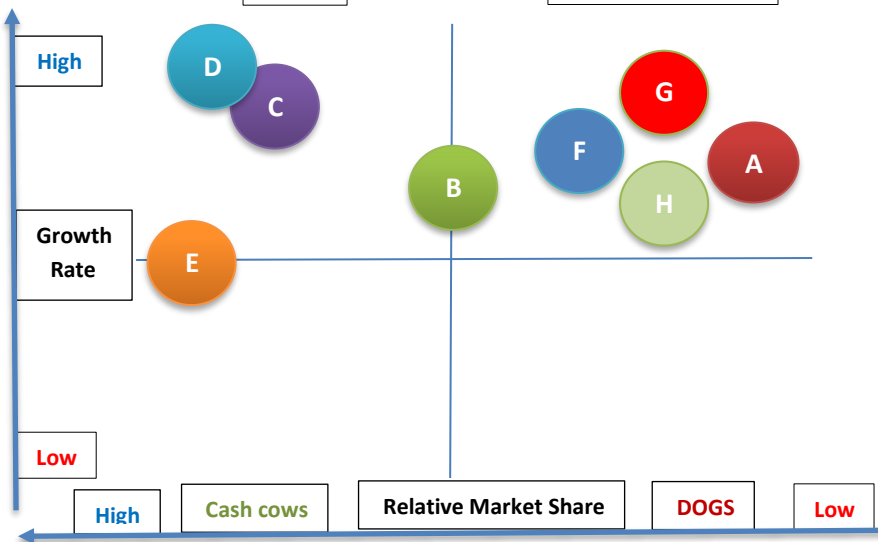 High
D
C
G
F
A
B
H
Growth
Rate
E
Low
High
Cash cows
Relative Market Share
DOGS
Low